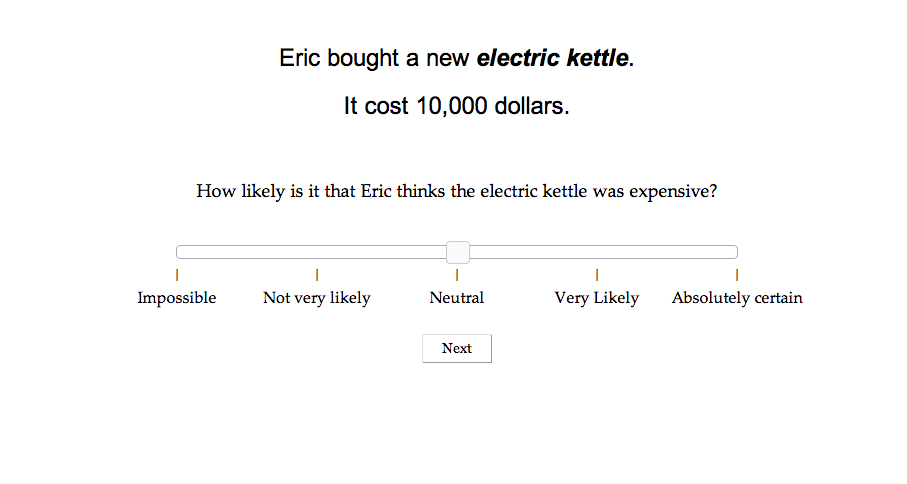 Eric bought a new electric kettle.
It cost 10,000 dollars.
How likely is it that Eric thinks the electric kettle was expensive?
Impossible Not very likely Neutral Very Likely Absolutely certain
Next